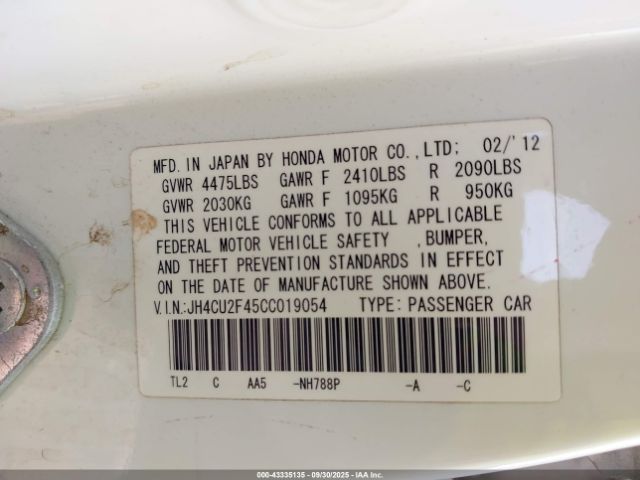 MFD. IN JAPAN BY HONDA MOTOR CO., LTD; 02/'12
GVWR 4475LBS GAWR F 2410LBS R 2090LBS
GVWR 2030KG GAWR F 1095KG R 950KG
THIS VEHICLE CONFORMS TO ALL APPLICABLE
FEDERAL MOTOR VEHICLE SAFETY , BUMPER,
AND THEFT PREVENTION STANDARDS IN EFFECT
ON THE DATE OF MANUFACTURE SHOWN ABOVE.
V.I.N.:JH4CU2F45CC019054 TYPE: PASSENGER CAR
TL2 C AA5 -NH788P -A -C
000-43335135 - 09/30/2025 - IAA Inc.